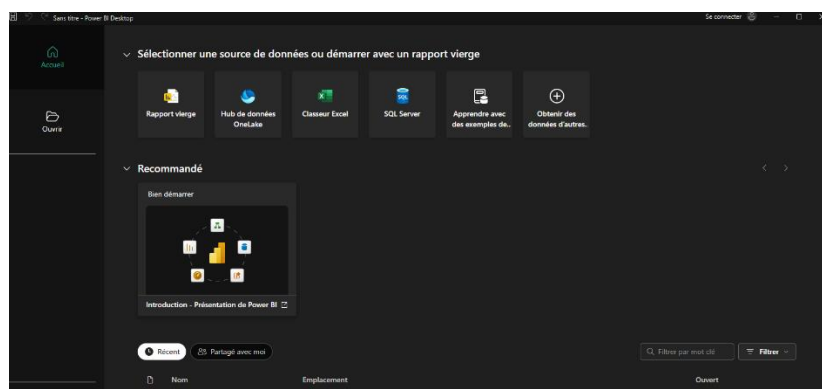 Sans titre - Power BI Desktop
Se connecter
Accueil
Ouvrir
Sélectionner une source de données ou démarrer avec un rapport vierge
Rapport vierge
Hub de données
OneLake
Classeur Excel
SQL Server
Apprendre avec
des exemples de..
Obtenir des
données d'autres..
Recommandé
Bien démarrer
Introduction - Présentation de Power BI
Récent
Partagé avec moi
Filtrer par mot clé
Filtrer
Nom
Emplacement
Ouvert